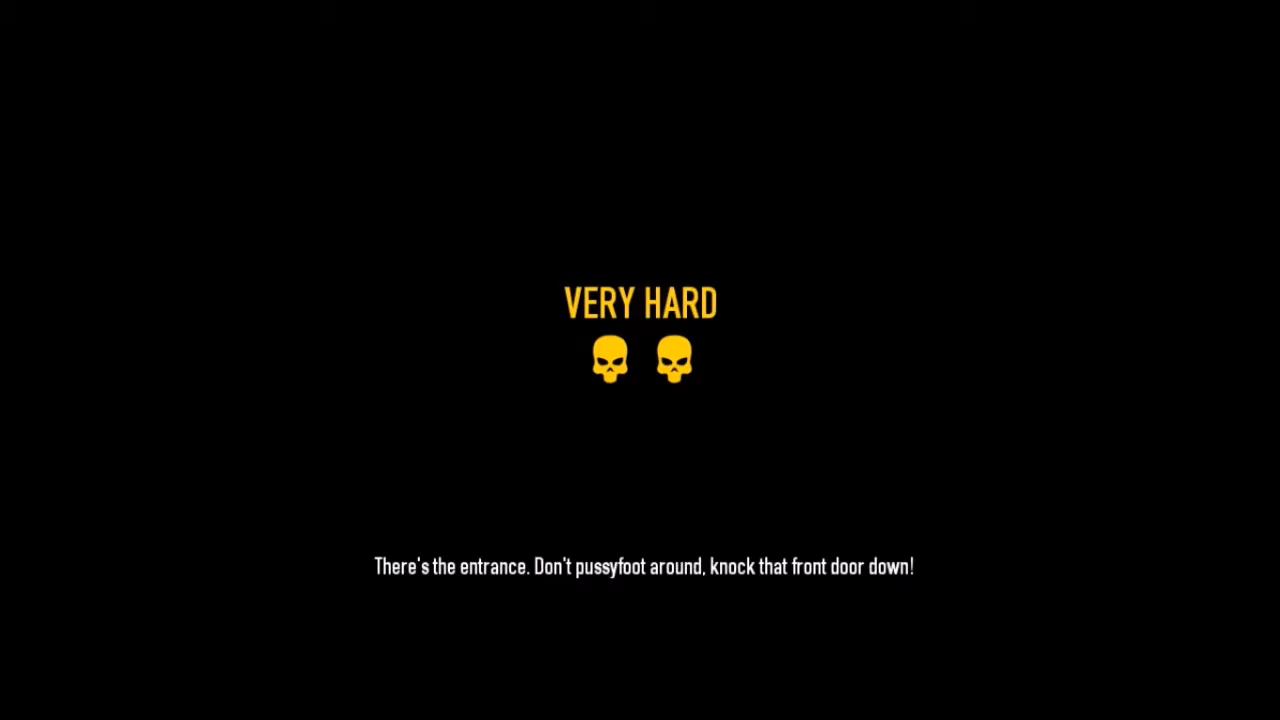 VERY HARD
There's the entrance. Don't pussyfoot around, knock that front door down!